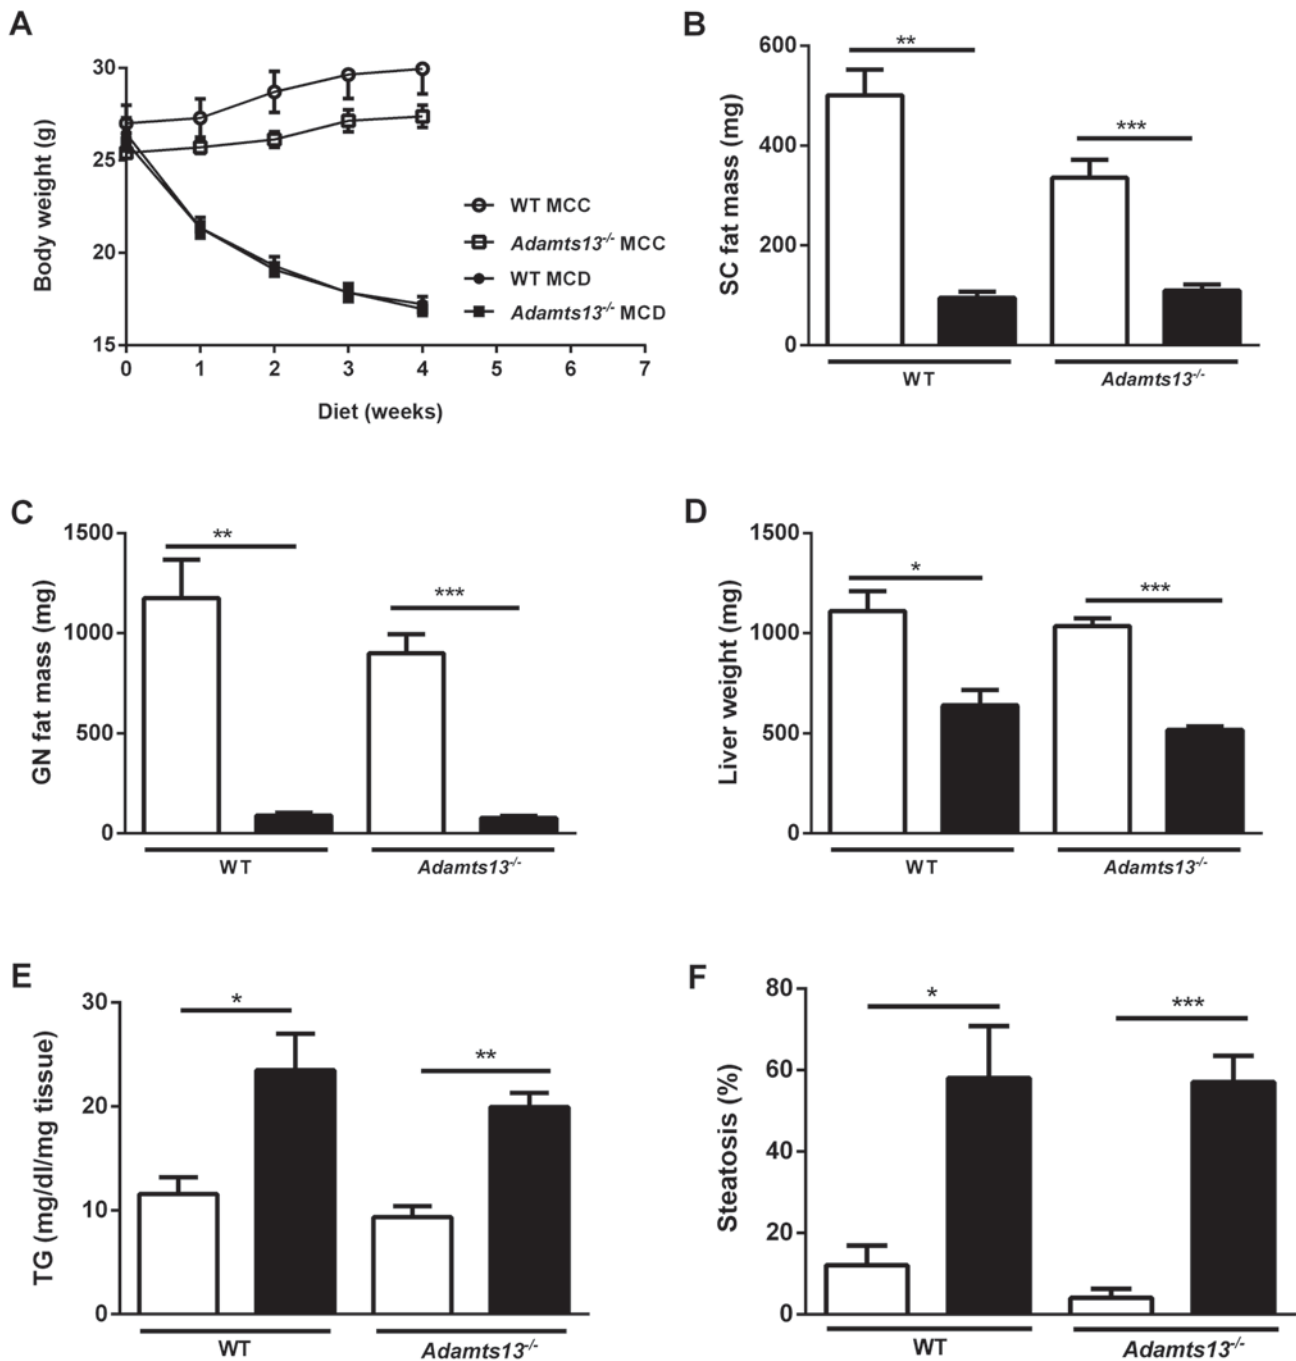 A
Body weight (g)
30
25
20
15
0 1 2 3 4 5 6 7
Diet (weeks)
WT MCC
Adamts13-/- MCC
WT MCD
Adamts13-/- MCD
B
SC fat mass (mg)
600
400
200
0
**
***
WT
Adamts13-/-
C
GN fat mass (mg)
1500
1000
500
0
**
***
WT
Adamts13-/-
D
Liver weight (mg)
1500
1000
500
0
*
***
WT
Adamts13-/-
E
TG (mg/dl/mg tissue)
30
20
10
0
*
**
WT
Adamts13-/-
F
Steatosis (%)
80
60
40
20
0
*
***
WT
Adamts13-/-